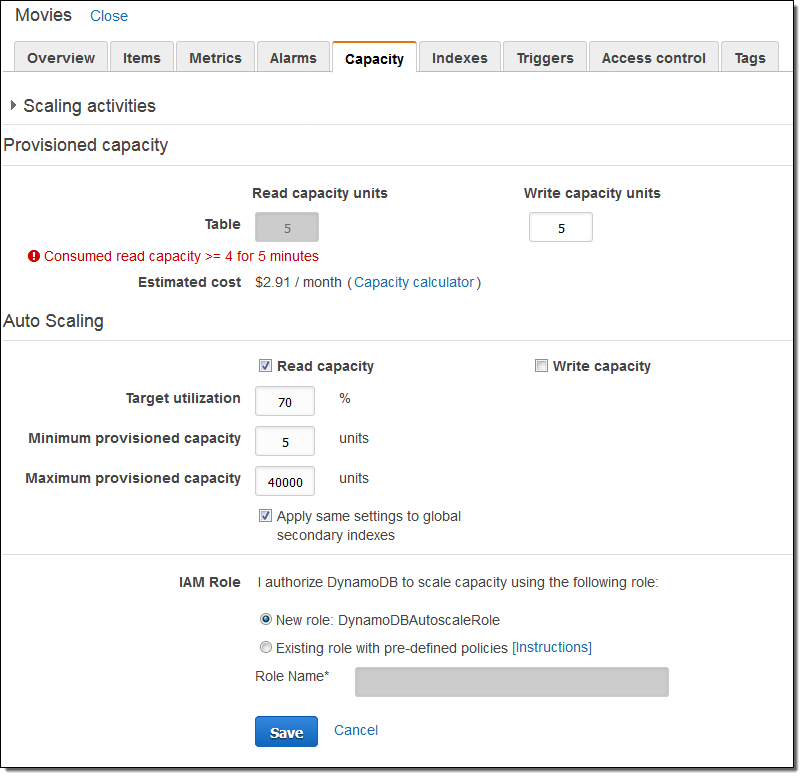 Movies Close
Overview Items Metrics Alarms Capacity Indexes Triggers Access control Tags
Scaling activities
Provisioned capacity
Read capacity units Write capacity units
Table 5 5
Consumed read capacity >= 4 for 5 minutes
Estimated cost $2.91 / month (Capacity calculator)
Auto Scaling
Read capacity Write capacity
Target utilization 70 %
Minimum provisioned capacity 5 units
Maximum provisioned capacity 40000 units
Apply same settings to global
secondary indexes
IAM Role I authorize DynamoDB to scale capacity using the following role:
New role: DynamoDBAutoscaleRole
Existing role with pre-defined policies [Instructions]
Role Name*
Save Cancel